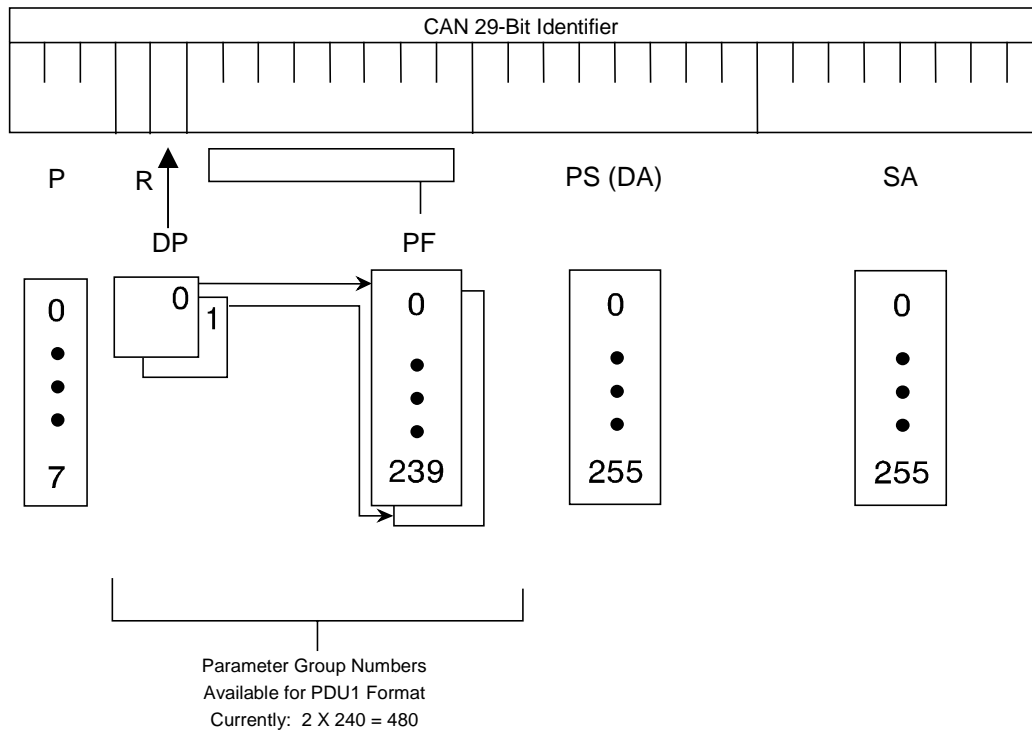 CAN 29-Bit Identifier
P R PS (DA) SA
DP PF
0 0 1 0 0 0
7 239 255 255
Parameter Group Numbers
Available for PDU1 Format
Currently: 2 X 240 = 480